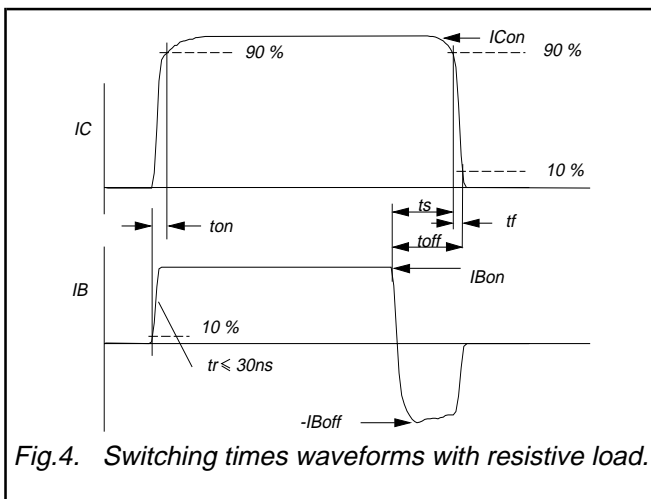 ICon
90 %
90 %
IC
10 %
ts
ton
tf
toff
IBon
IB
10 %
tr ⩽ 30ns
-IBoff
Fig.4. Switching times waveforms with resistive load.